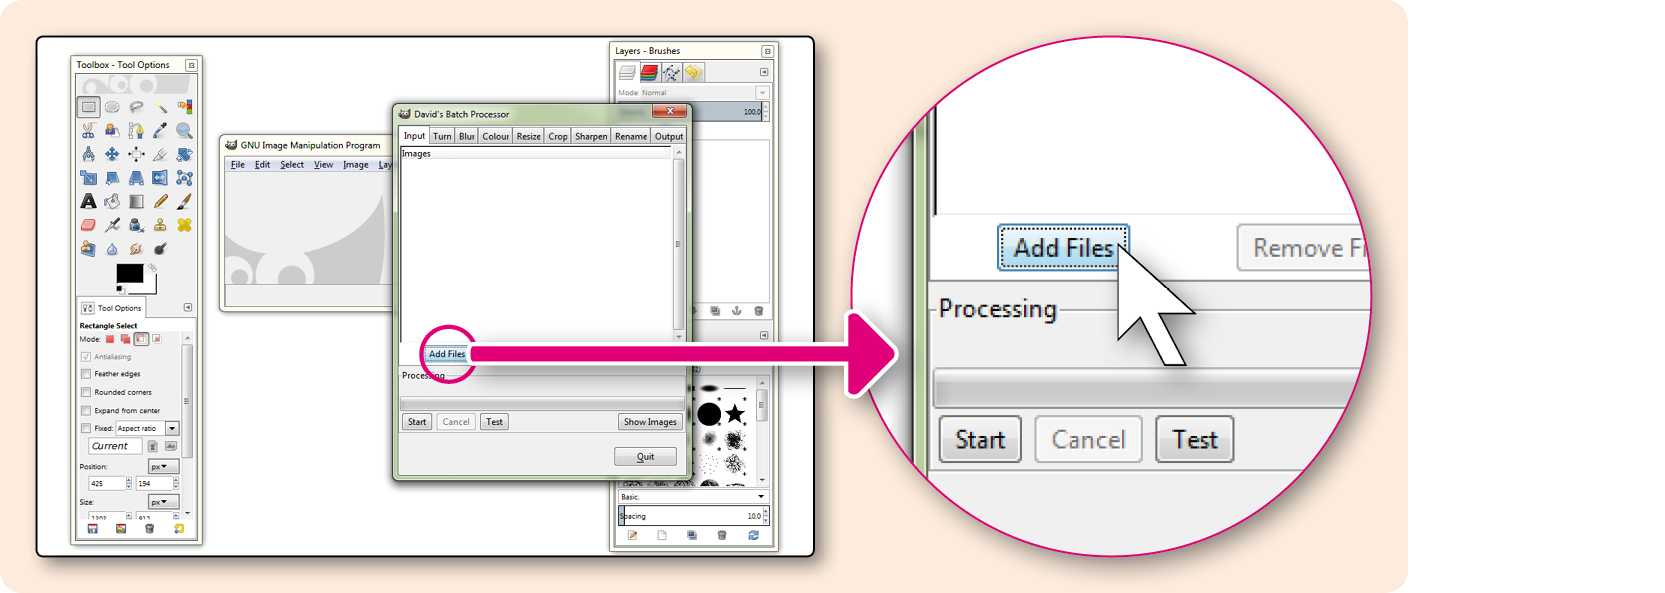 Toolbox - Tool Options
Tool Options
Rectangle Select
Mode:
Antialiasing
Feather edges
Rounded corners
Expand from center
Fixed: Aspect ratio
Current
Position:
px
425 194
Size:
px
GNU Image Manipulation Program
File Edit Select View Image Lay
David's Batch Processor
Input Turn Blur Colour Resize Crop Sharpen Rename Output
Images
Add Files
Processing
Start Cancel Test Show Images
Quit
Layers - Brushes
Mode: Normal
100,0
Basic,
Spacing 10,0
Add Files Remove Fi
Processing
Start Cancel Test